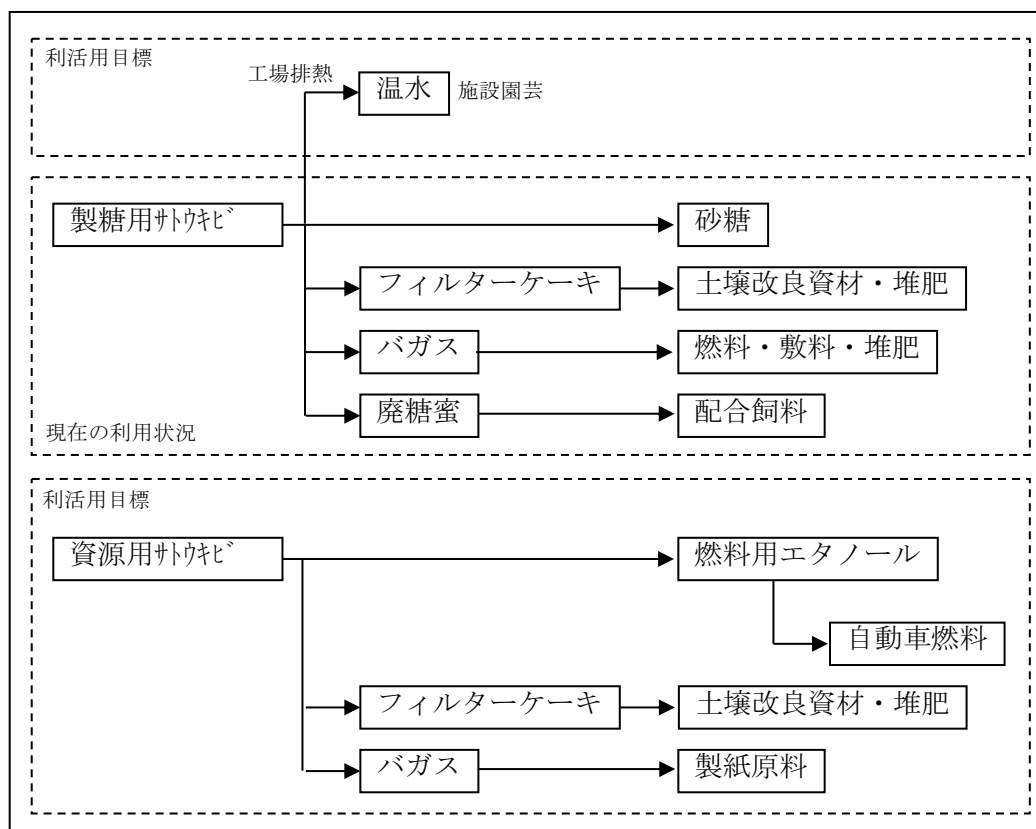 利活用目標
工場排熱
温水 施設園芸
製糖用ｻﾄｳｷﾋﾞ 砂糖
フィルターケーキ 土壌改良資材・堆肥
バガス 燃料・敷料・堆肥
廃糖蜜 配合飼料
現在の利用状況
利活用目標
資源用ｻﾄｳｷﾋﾞ 燃料用エタノール
自動車燃料
フィルターケーキ 土壌改良資材・堆肥
バガス 製紙原料